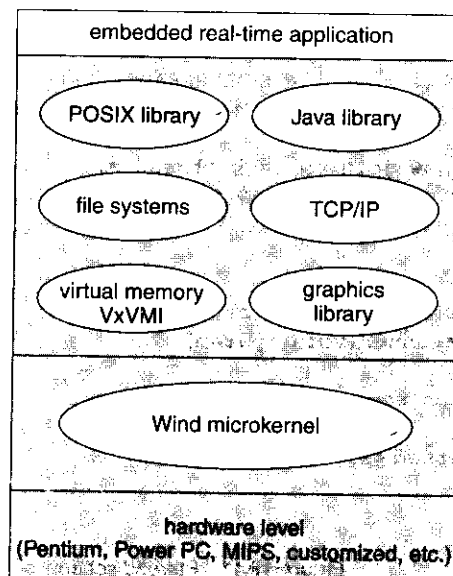 embedded real-time application
POSIX library
Java library
file systems
TCP/IP
virtual memory
VxVMI
graphics
library
Wind microkernel
hardware level
(Pentium, Power PC, MIPS, customized, etc.)